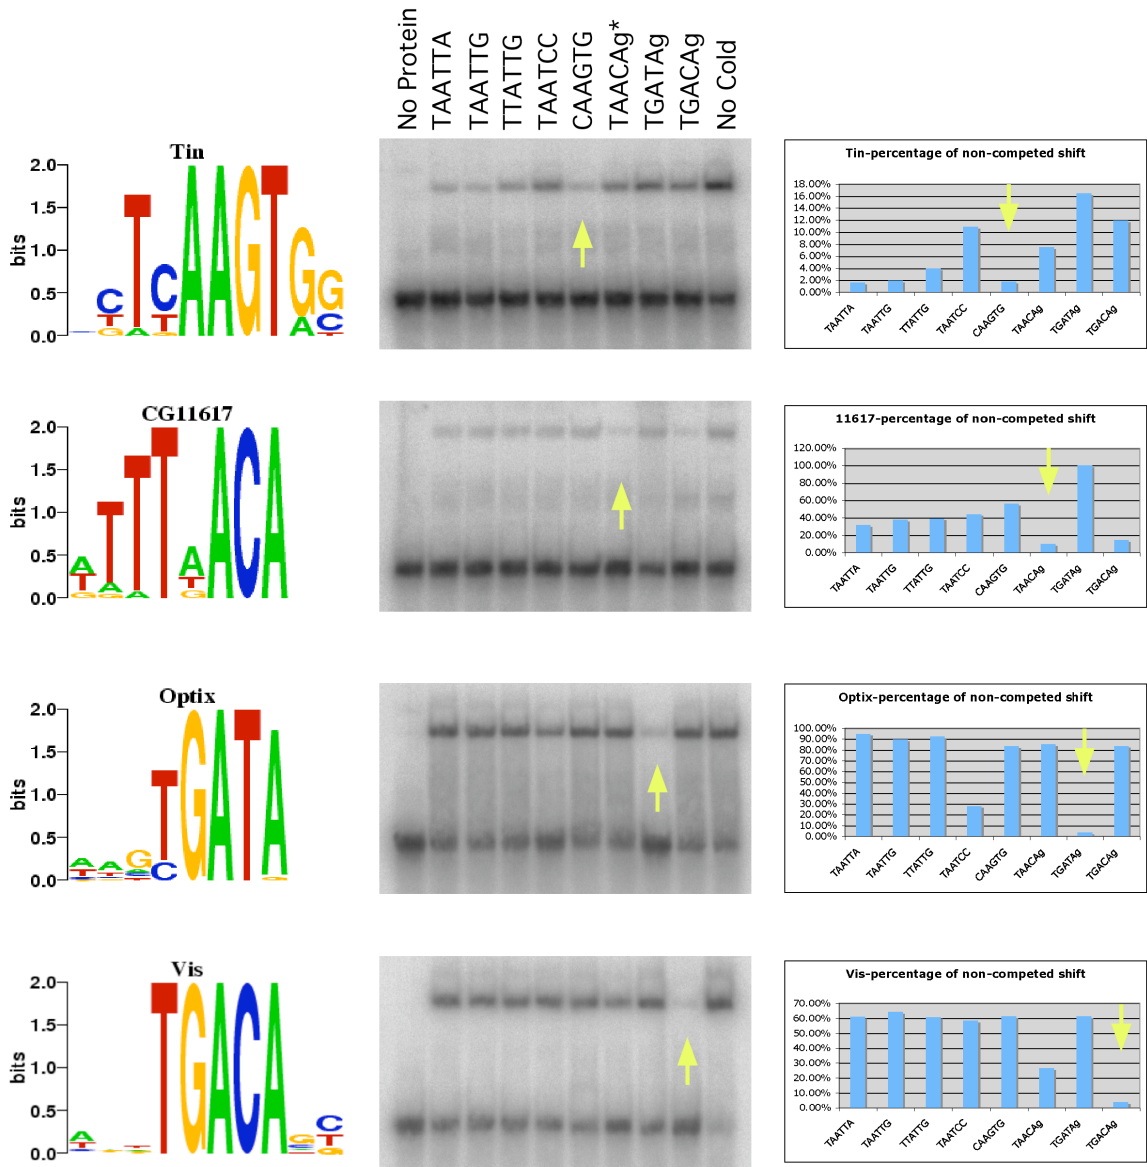 No Protein
TAATTA
TAATTG
TTATTG
TAATCC
CAAGTG
TAACAg*
TGATAg
TGACAg
No Cold
Tin
bits
2.0
1.5
1.0
0.5
0.0
Tin-percentage of non-competed shift
18.00%
16.00%
14.00%
12.00%
10.00%
8.00%
6.00%
4.00%
2.00%
0.00%
TAATTA
TAATTG
TTATTG
TAATCC
CAAGTG
TAACAg
TGATAg
TGACAg
CG11617
bits
2.0
1.5
1.0
0.5
0.0
11617-percentage of non-competed shift
120.00%
100.00%
80.00%
60.00%
40.00%
20.00%
0.00%
TAATTA
TAATTG
TTATTG
TAATCC
CAAGTG
TAACAg
TGATAg
TGACAg
Optix
bits
2.0
1.5
1.0
0.5
0.0
Optix-percentage of non-competed shift
100.00%
90.00%
80.00%
70.00%
60.00%
50.00%
40.00%
30.00%
20.00%
10.00%
0.00%
TAATTA
TAATTG
TTATTG
TAATCC
CAAGTG
TAACAg
TGATAg
TGACAg
Vis
bits
2.0
1.5
1.0
0.5
0.0
Vis-percentage of non-competed shift
70.00%
60.00%
50.00%
40.00%
30.00%
20.00%
10.00%
0.00%
TAATTA
TAATTG
TTATTG
TAATCC
CAAGTG
TAACAg
TGATAg
TGACAg